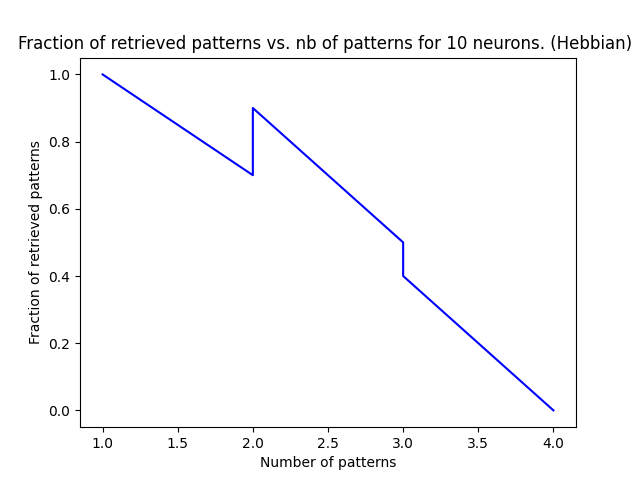 Fraction of retrieved patterns vs. nb of patterns for 10 neurons. (Hebbian)
Fraction of retrieved patterns
1.0
0.8
0.6
0.4
0.2
0.0
1.0 1.5 2.0 2.5 3.0 3.5 4.0
Number of patterns